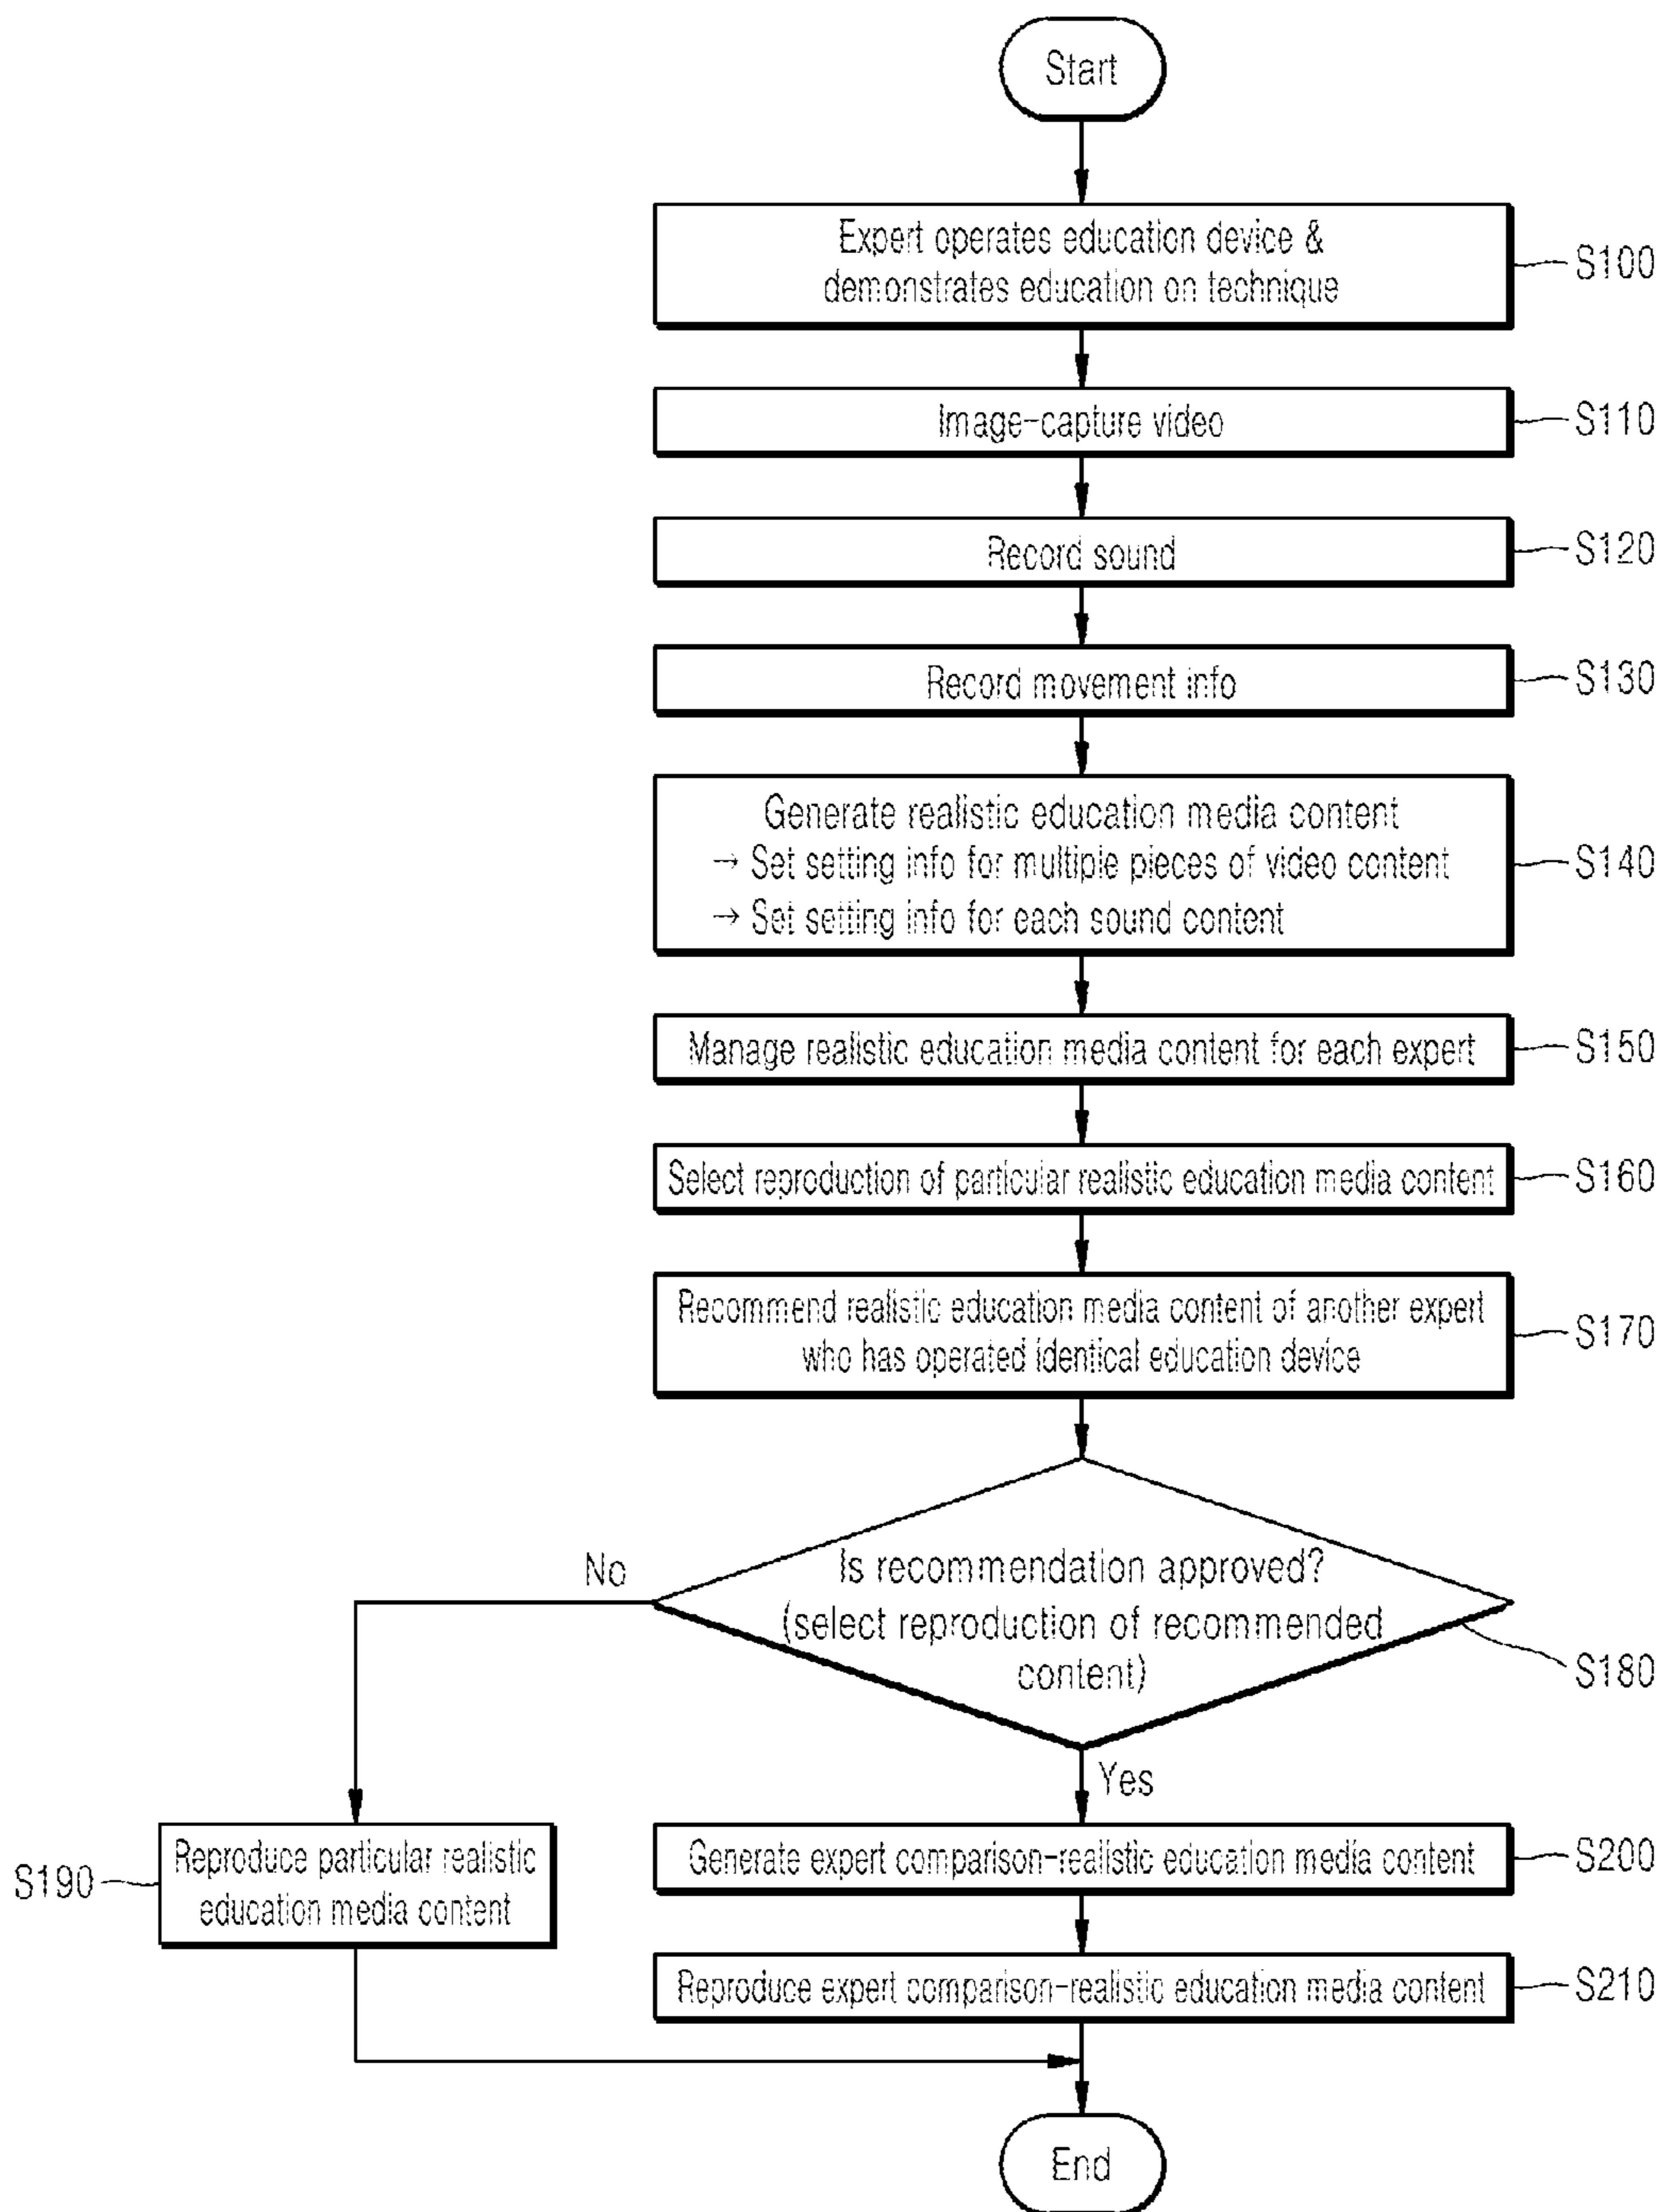 Start
Expert operates education device &
demonstrates education on technique
S100
Image-capture video
S110
Record sound
S120
Record movement info
S130
Generate realistic education media content
→ Set setting info for multiple pieces of video content
→ Set setting info for each sound content
S140
Manage realistic education media content for each expert
S150
Select reproduction of particular realistic education media content
S160
Recommend realistic education media content of another expert
who has operated identical education device
S170
Is recommendation approved?
(select reproduction of recommended
content)
S180
No
Yes
Reproduce particular realistic
education media content
S190
Generate expert comparison-realistic education media content
S200
Reproduce expert comparison-realistic education media content
S210
End